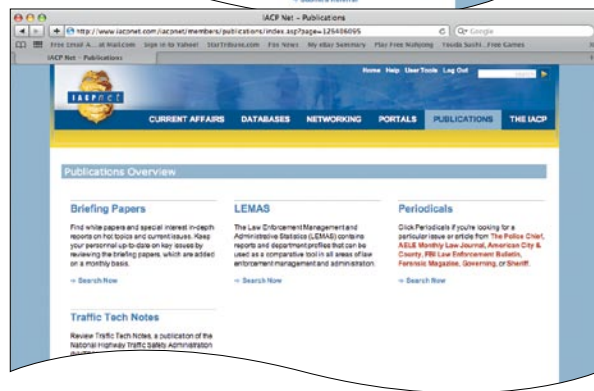 IACP Net – Publications
http://www.iacpnet.com/iacpnet/members/publications/index.asp?page=125406095
Google
Free Email A... at Mail.com Sign in to Yahoo! StarTribune.com Fox News My eBay Summary Play Free Mahjong Games
IACP Net – Publications
Home Help User Tools Log Out
IACP net
CURRENT AFFAIRS DATABASES NETWORKING PORTALS PUBLICATIONS THE IACP
Publications Overview
Briefing Papers
Find white papers and special interest in-depth
reports on hot topics and current issues. Keep
your personnel up-to-date on key issues by
reviewing the briefing papers, which are added
on a monthly basis.
Search Now
LEMAS
The Law Enforcement Management and
Administrative Statistics (LEMAS) contains
reports and department profiles that can be
used as a comparative tool in all areas of law
enforcement management and administration.
Search Now
Periodicals
Click Periodicals if you're looking for a
particular issue or article from The Police Chief,
AELE Monthly Law Journal, American City &
County, FBI Law Enforcement Bulletin,
Forensic Magazine, Governing, or Sheriff.
Search Now
Traffic Tech Notes
Review Traffic Tech Notes, a publication of the
National Highway Traffic Safety Administration